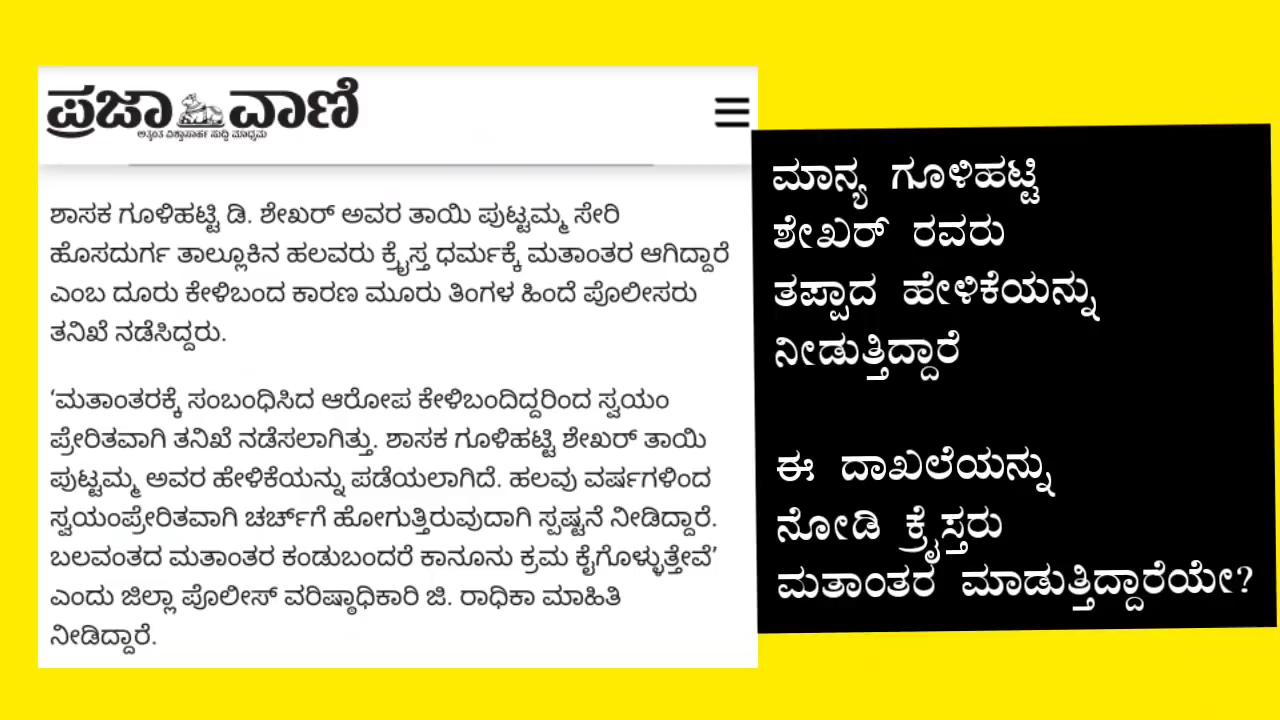 ಪ್ರಜಾವಾಣಿ
ಅತ್ಯಂತ ವಿಶ್ವಾಸಾರ್ಹ ಸುದ್ದಿ ಮಾಧ್ಯಮ
ಶಾಸಕ ಗೂಳಿಹಟ್ಟಿ ಡಿ. ಶೇಖರ್ ಅವರ ತಾಯಿ ಪುಟ್ಟಮ್ಮ ಸೇರಿ
ಹೊಸದುರ್ಗ ತಾಲ್ಲೂಕಿನ ಹಲವರು ಕ್ರೈಸ್ತ ಧರ್ಮಕ್ಕೆ ಮತಾಂತರ ಆಗಿದ್ದಾರೆ
ಎಂಬ ದೂರು ಕೇಳಿಬಂದ ಕಾರಣ ಮೂರು ತಿಂಗಳ ಹಿಂದೆ ಪೊಲೀಸರು
ತನಿಖೆ ನಡೆಸಿದ್ದರು.
‘ಮತಾಂತರಕ್ಕೆ ಸಂಬಂಧಿಸಿದ ಆರೋಪ ಕೇಳಿಬಂದಿದ್ದರಿಂದ ಸ್ವಯಂ
ಪ್ರೇರಿತವಾಗಿ ತನಿಖೆ ನಡೆಸಲಾಗಿತ್ತು. ಶಾಸಕ ಗೂಳಿಹಟ್ಟಿ ಶೇಖರ್ ತಾಯಿ
ಪುಟ್ಟಮ್ಮ ಅವರ ಹೇಳಿಕೆಯನ್ನು ಪಡೆಯಲಾಗಿದೆ. ಹಲವು ವರ್ಷಗಳಿಂದ
ಸ್ವಯಂಪ್ರೇರಿತವಾಗಿ ಚರ್ಚ್‌ಗೆ ಹೋಗುತ್ತಿರುವುದಾಗಿ ಸ್ಪಷ್ಟನೆ ನೀಡಿದ್ದಾರೆ.
ಬಲವಂತದ ಮತಾಂತರ ಕಂಡುಬಂದರೆ ಕಾನೂನು ಕ್ರಮ ಕೈಗೊಳ್ಳುತ್ತೇವೆ’
ಎಂದು ಜಿಲ್ಲಾ ಪೊಲೀಸ್ ವರಿಷ್ಠಾಧಿಕಾರಿ ಜಿ. ರಾಧಿಕಾ ಮಾಹಿತಿ
ನೀಡಿದ್ದಾರೆ.
ಮಾನ್ಯ ಗೂಳಿಹಟ್ಟಿ
ಶೇಖರ್ ರವರು
ತಪ್ಪಾದ ಹೇಳಿಕೆಯನ್ನು
ನೀಡುತ್ತಿದ್ದಾರೆ
ಈ ದಾಖಲೆಯನ್ನು
ನೋಡಿ ಕ್ರೈಸ್ತರು
ಮತಾಂತರ ಮಾಡುತ್ತಿದ್ದಾರೆಯೇ?